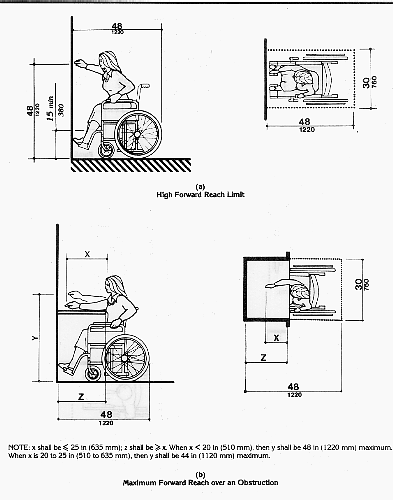 48
1220
48
1220
15 min
380
30
760
48
1220
(a)
High Forward Reach Limit
X
Y
Z
48
1220
30
760
X
Z
48
1220
NOTE: x shall be ⩽ 25 in (635 mm); z shall be ⩾ x. When x < 20 in (510 mm), then y shall be 48 in (1220 mm) maximum.
When x is 20 to 25 in (510 to 635 mm), then y shall be 44 in (1120 mm) maximum.
(b)
Maximum Forward Reach over an Obstruction